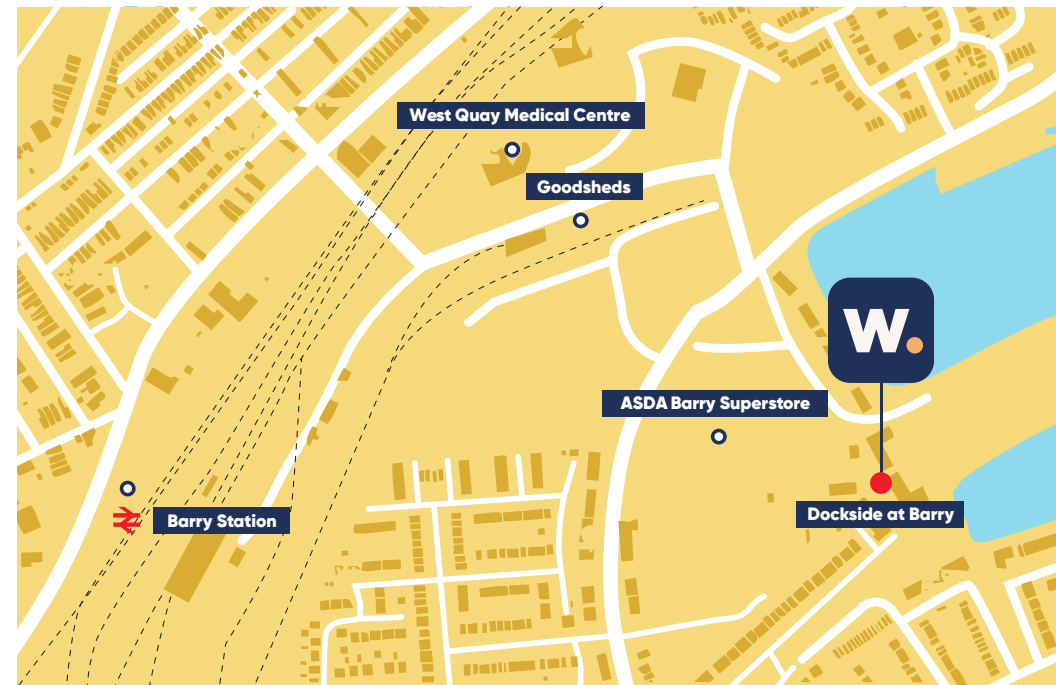 West Quay Medical Centre
Goodsheds
W.
ASDA Barry Superstore
Dockside at Barry
Barry Station